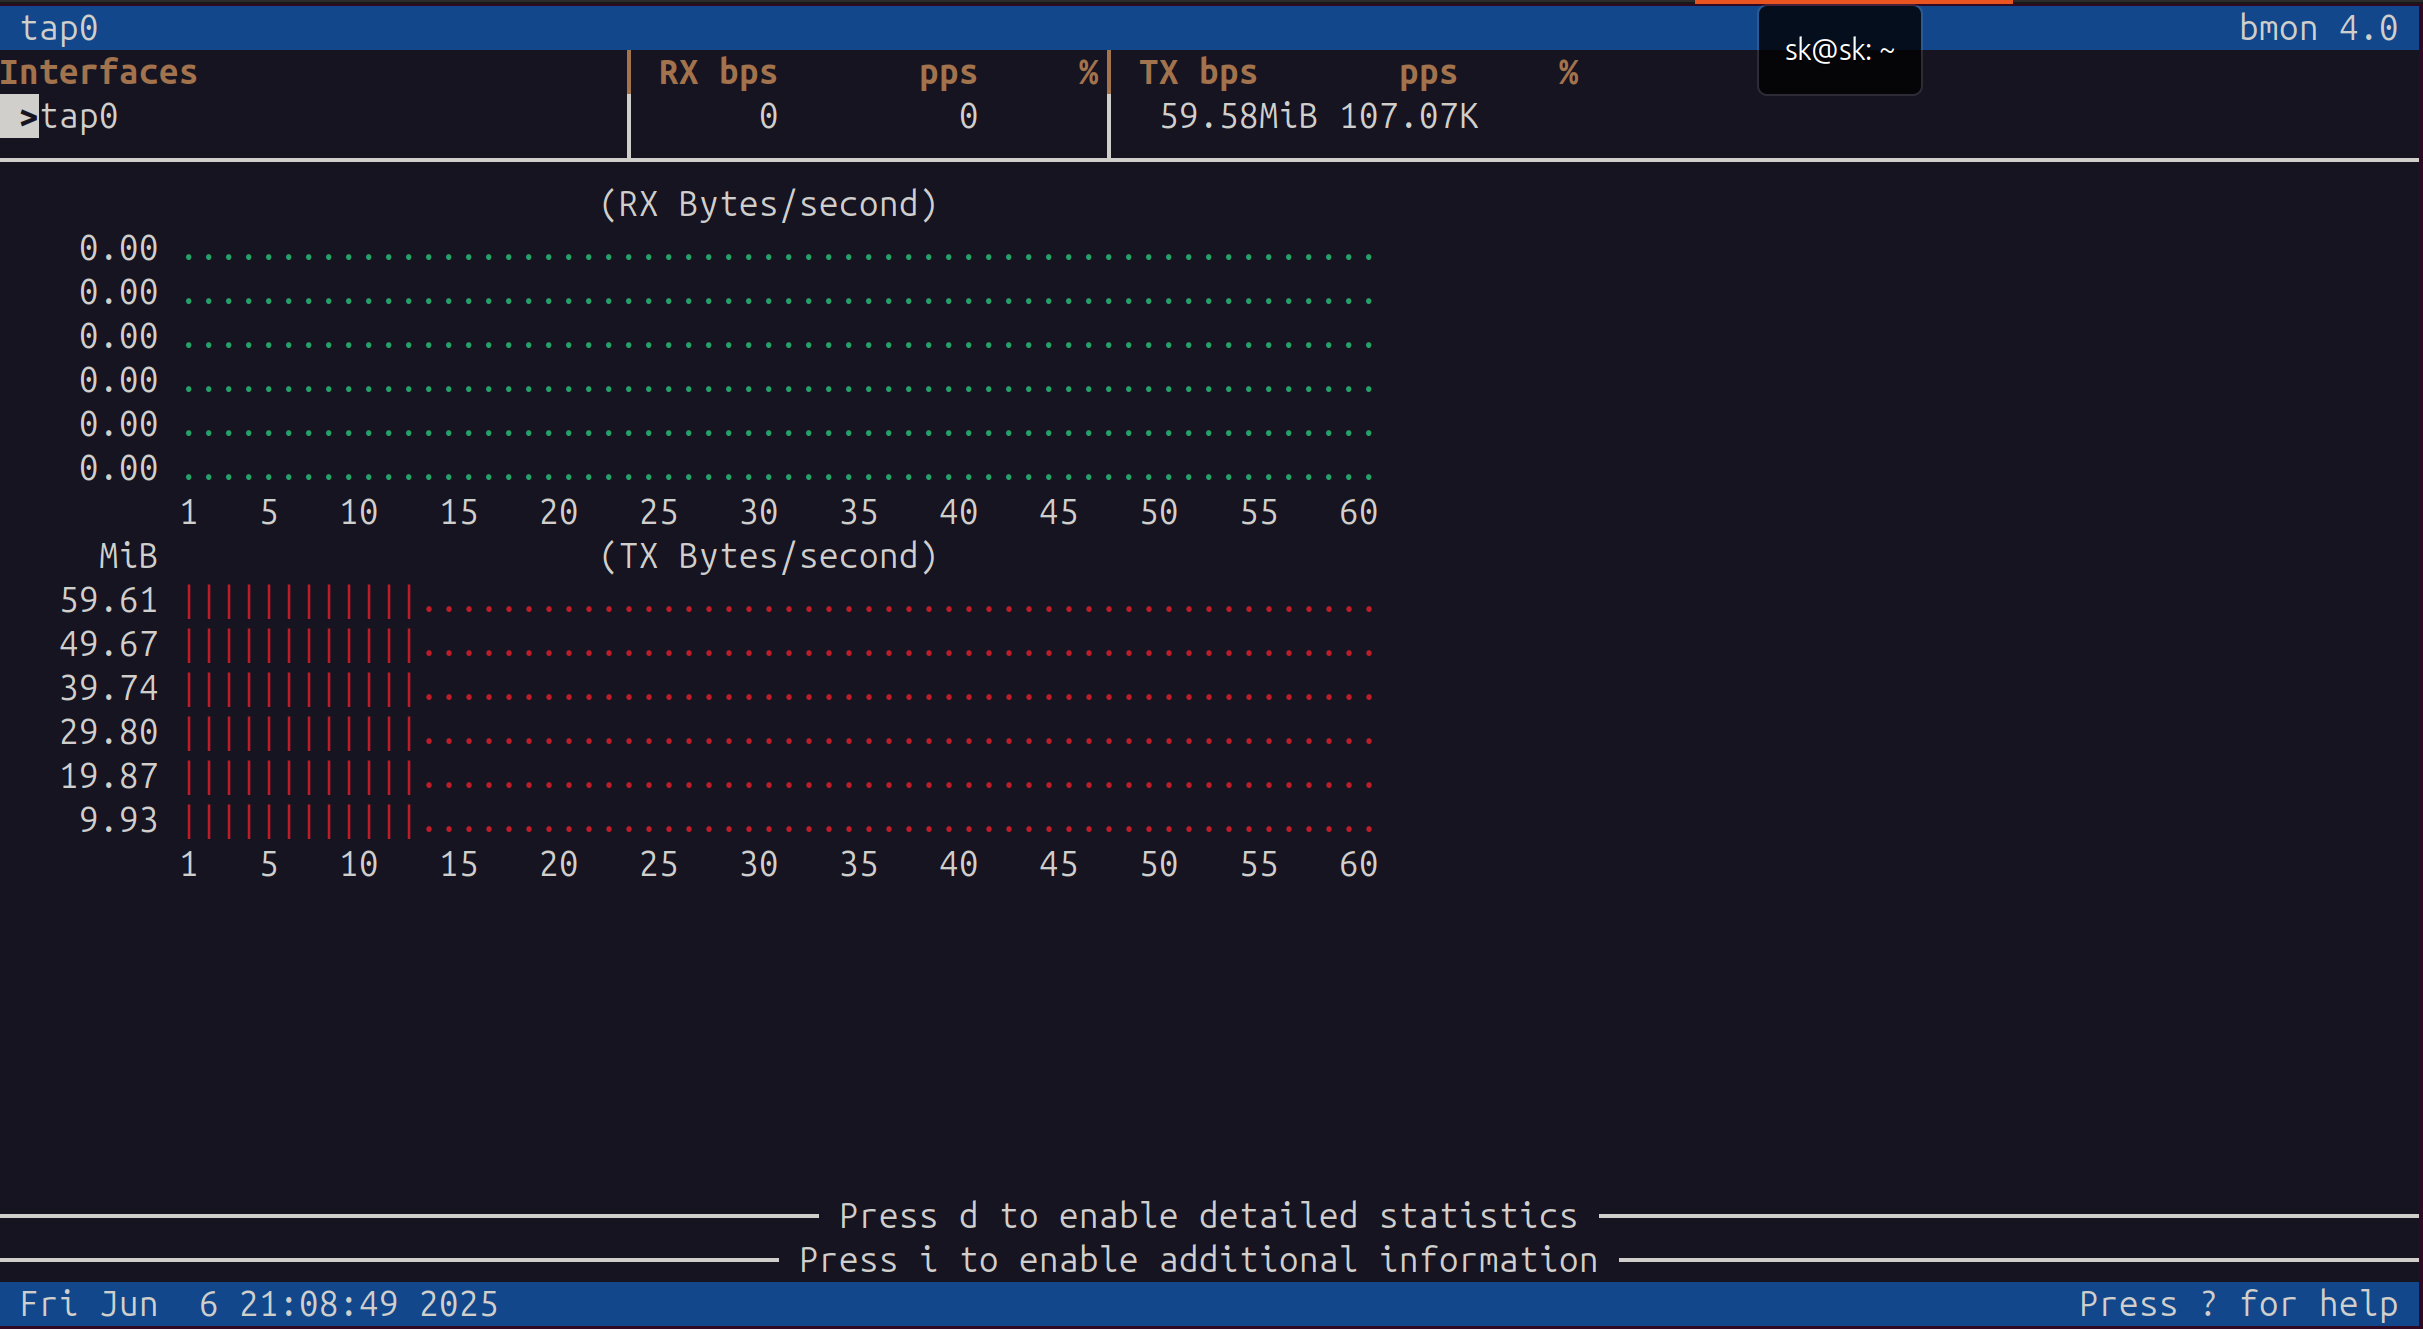 tap0 bmon 4.0
sk@sk: ~
Interfaces RX bps pps % TX bps pps %
>tap0 0 0 59.58MiB 107.07K
(RX Bytes/second)
0.00 ............................................................
0.00 ............................................................
0.00 ............................................................
0.00 ............................................................
0.00 ............................................................
0.00 ............................................................
1 5 10 15 20 25 30 35 40 45 50 55 60
MiB (TX Bytes/second)
59.61 ||||||||||||................................................
49.67 ||||||||||||................................................
39.74 ||||||||||||................................................
29.80 ||||||||||||................................................
19.87 ||||||||||||................................................
9.93 ||||||||||||................................................
1 5 10 15 20 25 30 35 40 45 50 55 60
Press d to enable detailed statistics
Press i to enable additional information
Fri Jun 6 21:08:49 2025 Press ? for help